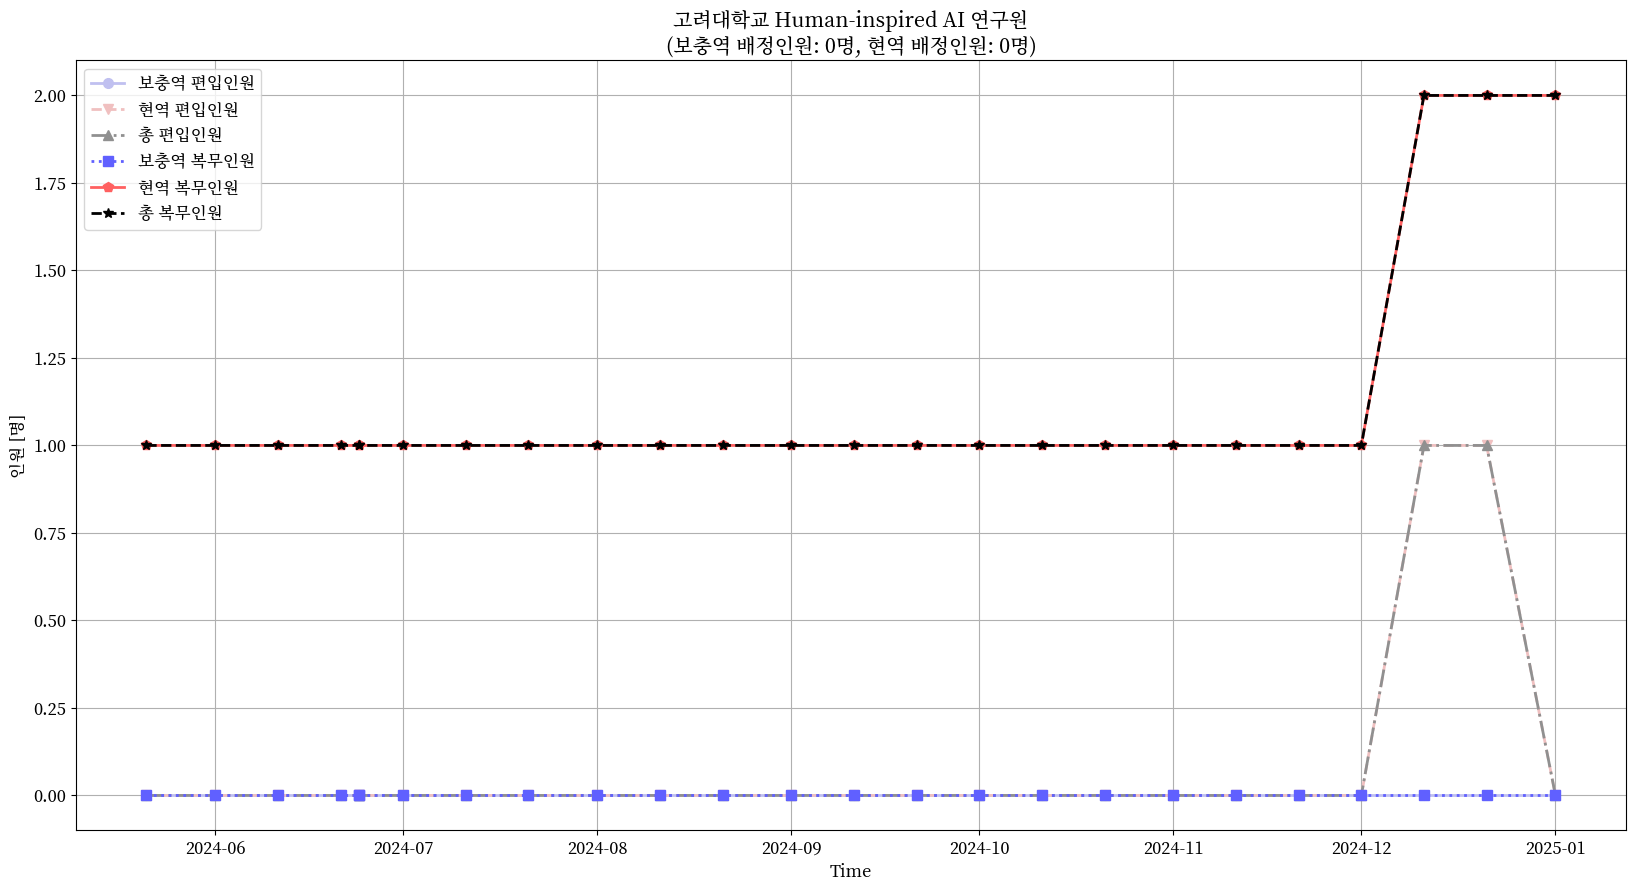 고려대학교 Human-inspired AI 연구원
(보충역 배정인원: 0명, 현역 배정인원: 0명)
보충역 편입인원
현역 편입인원
총 편입인원
보충역 복무인원
현역 복무인원
총 복무인원
인원 [명]
2.00
1.75
1.50
1.25
1.00
0.75
0.50
0.25
0.00
2024-06 2024-07 2024-08 2024-09 2024-10 2024-11 2024-12 2025-01
Time